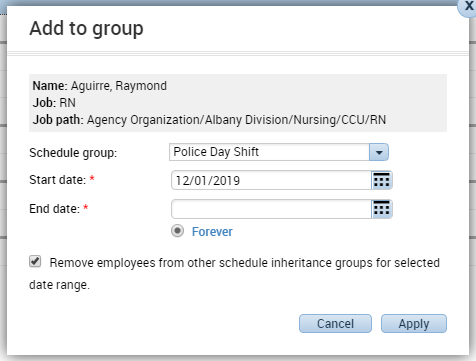 X
Add to group
Name: Aguirre, Raymond
Job: RN
Job path: Agency Organization/Albany Division/Nursing/CCU/RN
Schedule group: Police Day Shift
Start date: * 12/01/2019
End date: *
Forever
Remove employees from other schedule inheritance groups for selected
date range.
Cancel Apply